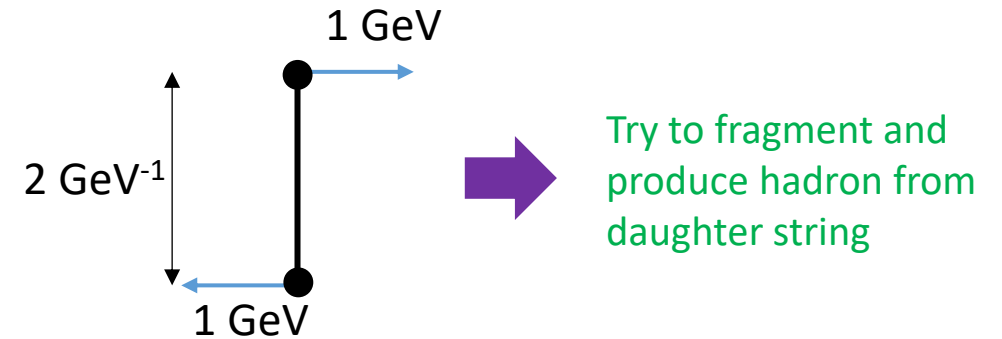 1 GeV
2 GeV-1
1 GeV
Try to fragment and
produce hadron from
daughter string